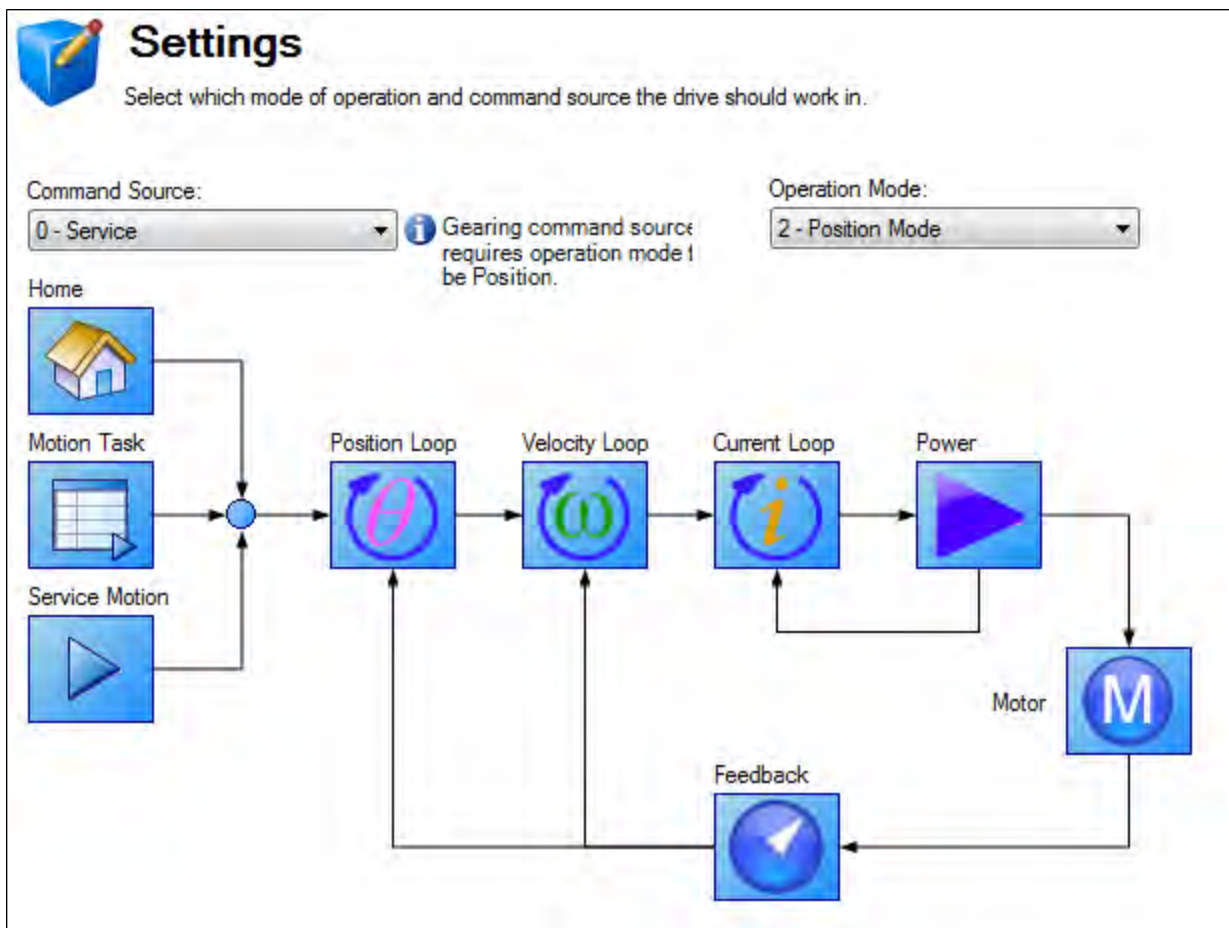 Settings
Select which mode of operation and command source the drive should work in.
Command Source:
0 - Service
Gearing command source
requires operation mode
be Position.
Operation Mode:
2 - Position Mode
Home
Motion Task
Position Loop
Velocity Loop
Current Loop
Power
θ
ω
i
Service Motion
Motor
M
Feedback